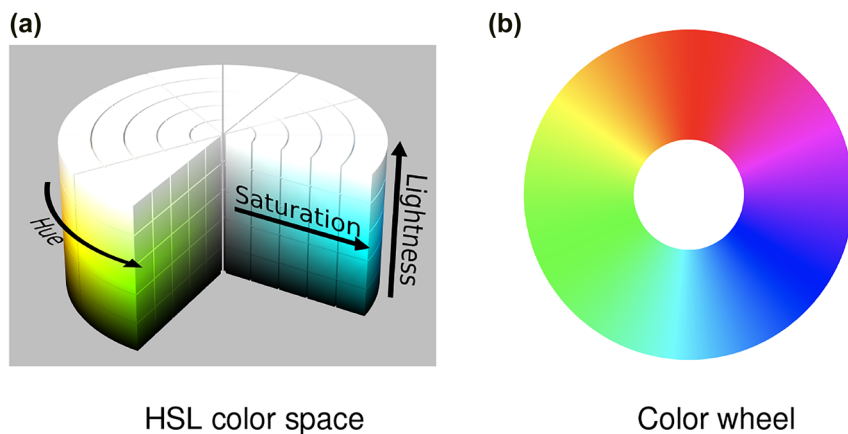 (a)
(b)
Hue
Saturation
Lightness
HSL color space
Color wheel